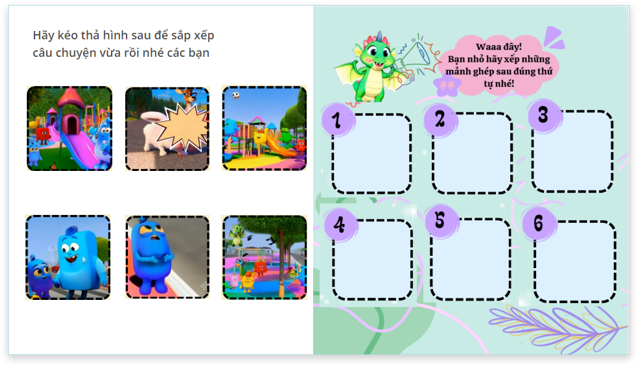 Hãy kéo thả hình sau để sắp xếp
câu chuyện vừa rồi nhé các bạn
Waaa đây!
Bạn nhỏ hãy xếp những
mảnh ghép sau đúng thứ
tự nhé!
1
2
3
4
5
6